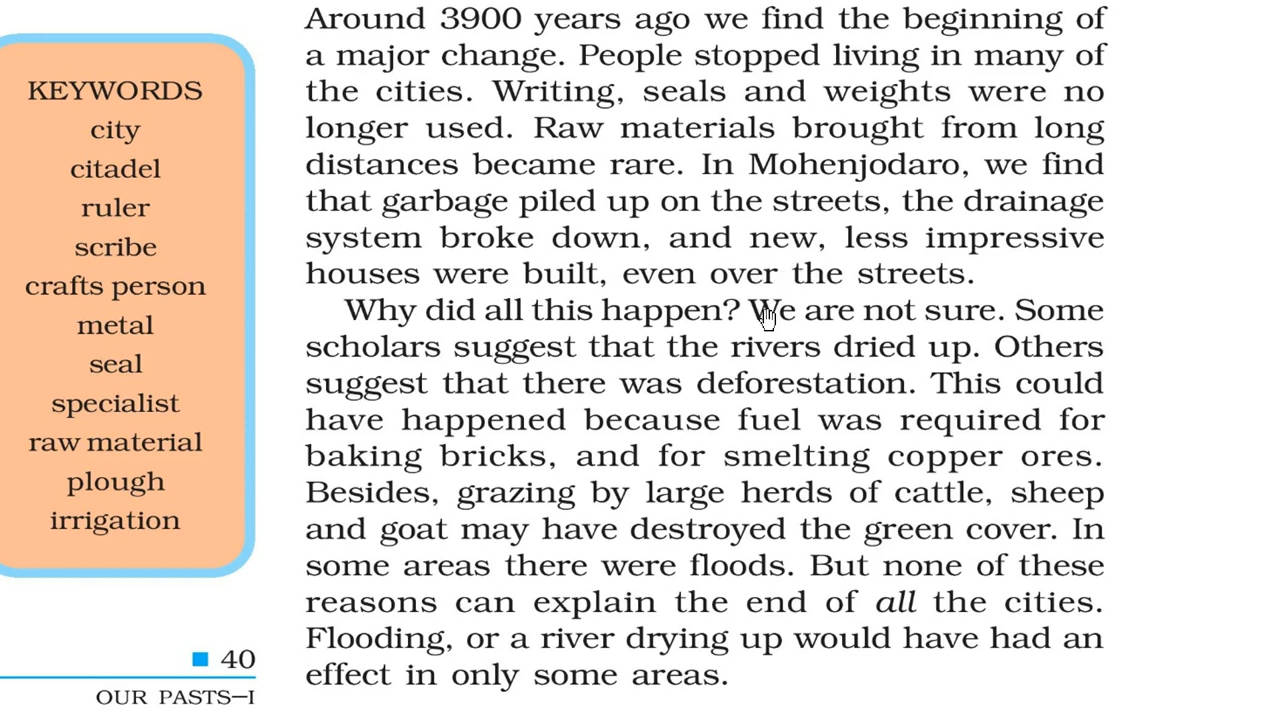 KEYWORDS
city
citadel
ruler
scribe
crafts person
metal
seal
specialist
raw material
plough
irrigation
■ 40
OUR PASTS–I
Around 3900 years ago we find the beginning of
a major change. People stopped living in many of
the cities. Writing, seals and weights were no
longer used. Raw materials brought from long
distances became rare. In Mohenjodaro, we find
that garbage piled up on the streets, the drainage
system broke down, and new, less impressive
houses were built, even over the streets.
Why did all this happen? We are not sure. Some
scholars suggest that the rivers dried up. Others
suggest that there was deforestation. This could
have happened because fuel was required for
baking bricks, and for smelting copper ores.
Besides, grazing by large herds of cattle, sheep
and goat may have destroyed the green cover. In
some areas there were floods. But none of these
reasons can explain the end of all the cities.
Flooding, or a river drying up would have had an
effect in only some areas.